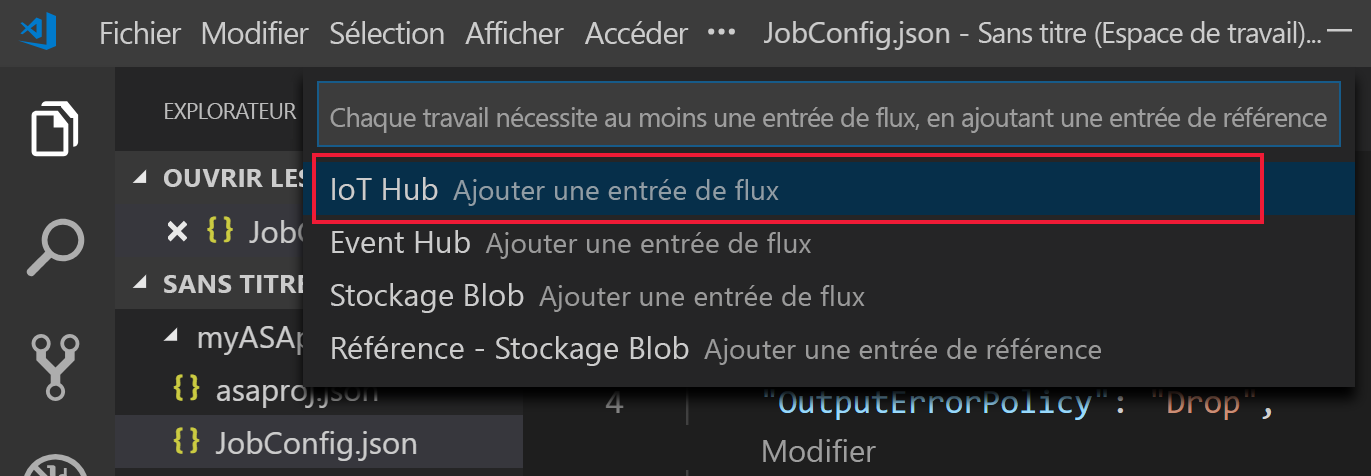 Fichier Modifier Sélection Afficher Accéder ••• JobConfig.json - Sans titre (Espace de travail)...
EXPLORATEUR
Chaque travail nécessite au moins une entrée de flux, en ajoutant une entrée de référence
OUVRIR LES
IoT Hub Ajouter une entrée de flux
{} Job
Event Hub Ajouter une entrée de flux
SANS TITRE
Stockage Blob Ajouter une entrée de flux
myASAp
Référence - Stockage Blob Ajouter une entrée de référence
{} asaproj.json
4 "OutputErrorPolicy": "Drop",
{} JobConfig.json
Modifier